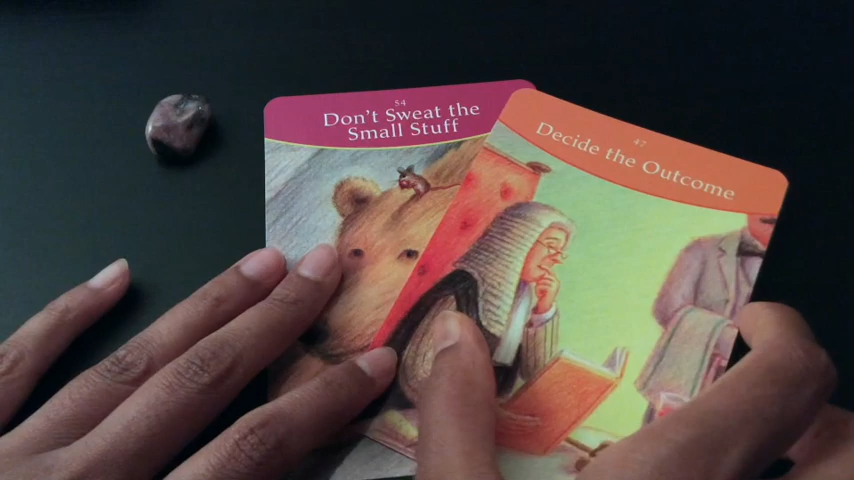 54
Don't Sweat the
Small Stuff
47
Decide the Outcome